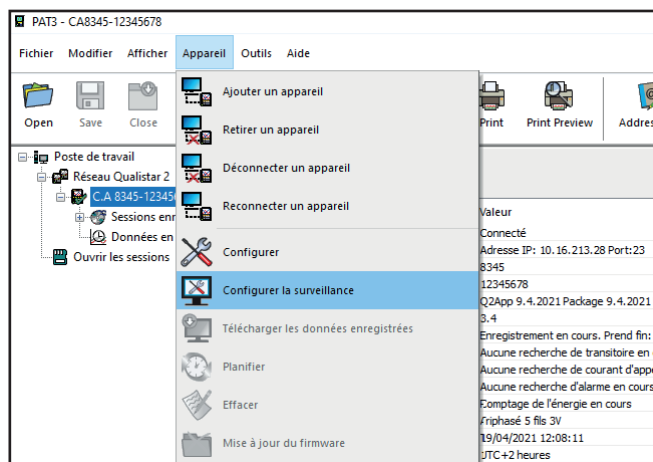 PAT3 - CA8345-12345678
Fichier Modifier Afficher Appareil Outils Aide
Open Save Close Print Print Preview Addre
Poste de travail
Réseau Qualistar 2
C.A 8345-1234
Sessions enr
Données en
Ouvrir les sessions
Ajouter un appareil
Retirer un appareil
Déconnecter un appareil
Reconnecter un appareil
Configurer
Configurer la surveillance
Télécharger les données enregistrées
Planifier
Effacer
Mise à jour du firmware
Valeur
Connecté
Adresse IP: 10.16.213.28 Port:23
8345
12345678
Q2App 9.4.2021 Package 9.4.2021
3.4
Enregistrement en cours. Prend fin:
Aucune recherche de transitoire en
Aucune recherche de courant d'appe
Aucune recherche d'alarme en cours
Comptage de l'énergie en cours
Triphasé 5 fils 3V
19/04/2021 12:08:11
UTC+2 heures